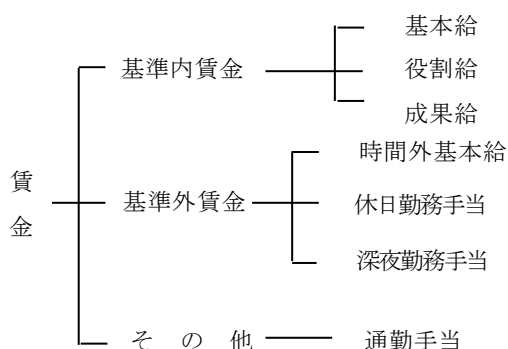 基本給
基準内賃金 役割給
成果給
時間外基本給
賃金
基準外賃金 休日勤務手当
深夜勤務手当
その他 通勤手当